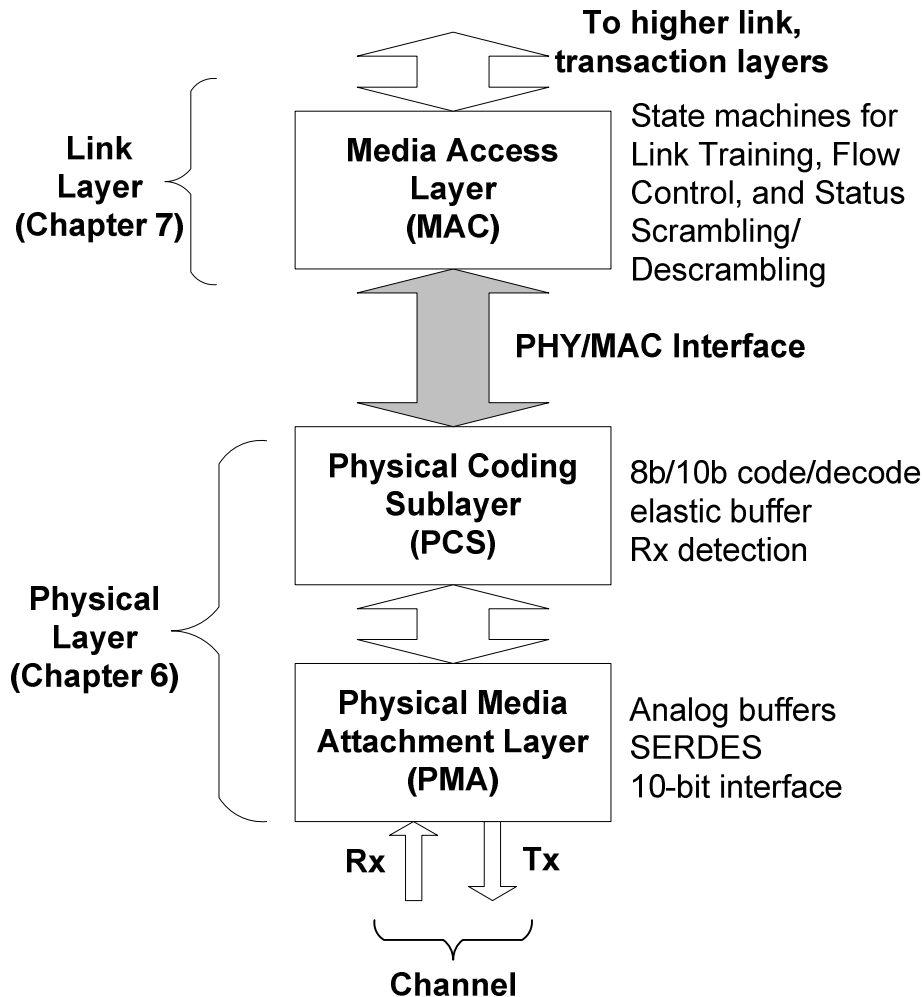 To higher link,
transaction layers
Link
Layer
(Chapter 7)
Media Access
Layer
(MAC)
State machines for
Link Training, Flow
Control, and Status
Scrambling/
Descrambling
PHY/MAC Interface
Physical
Layer
(Chapter 6)
Physical Coding
Sublayer
(PCS)
8b/10b code/decode
elastic buffer
Rx detection
Physical Media
Attachment Layer
(PMA)
Analog buffers
SERDES
10-bit interface
Rx
Tx
Channel